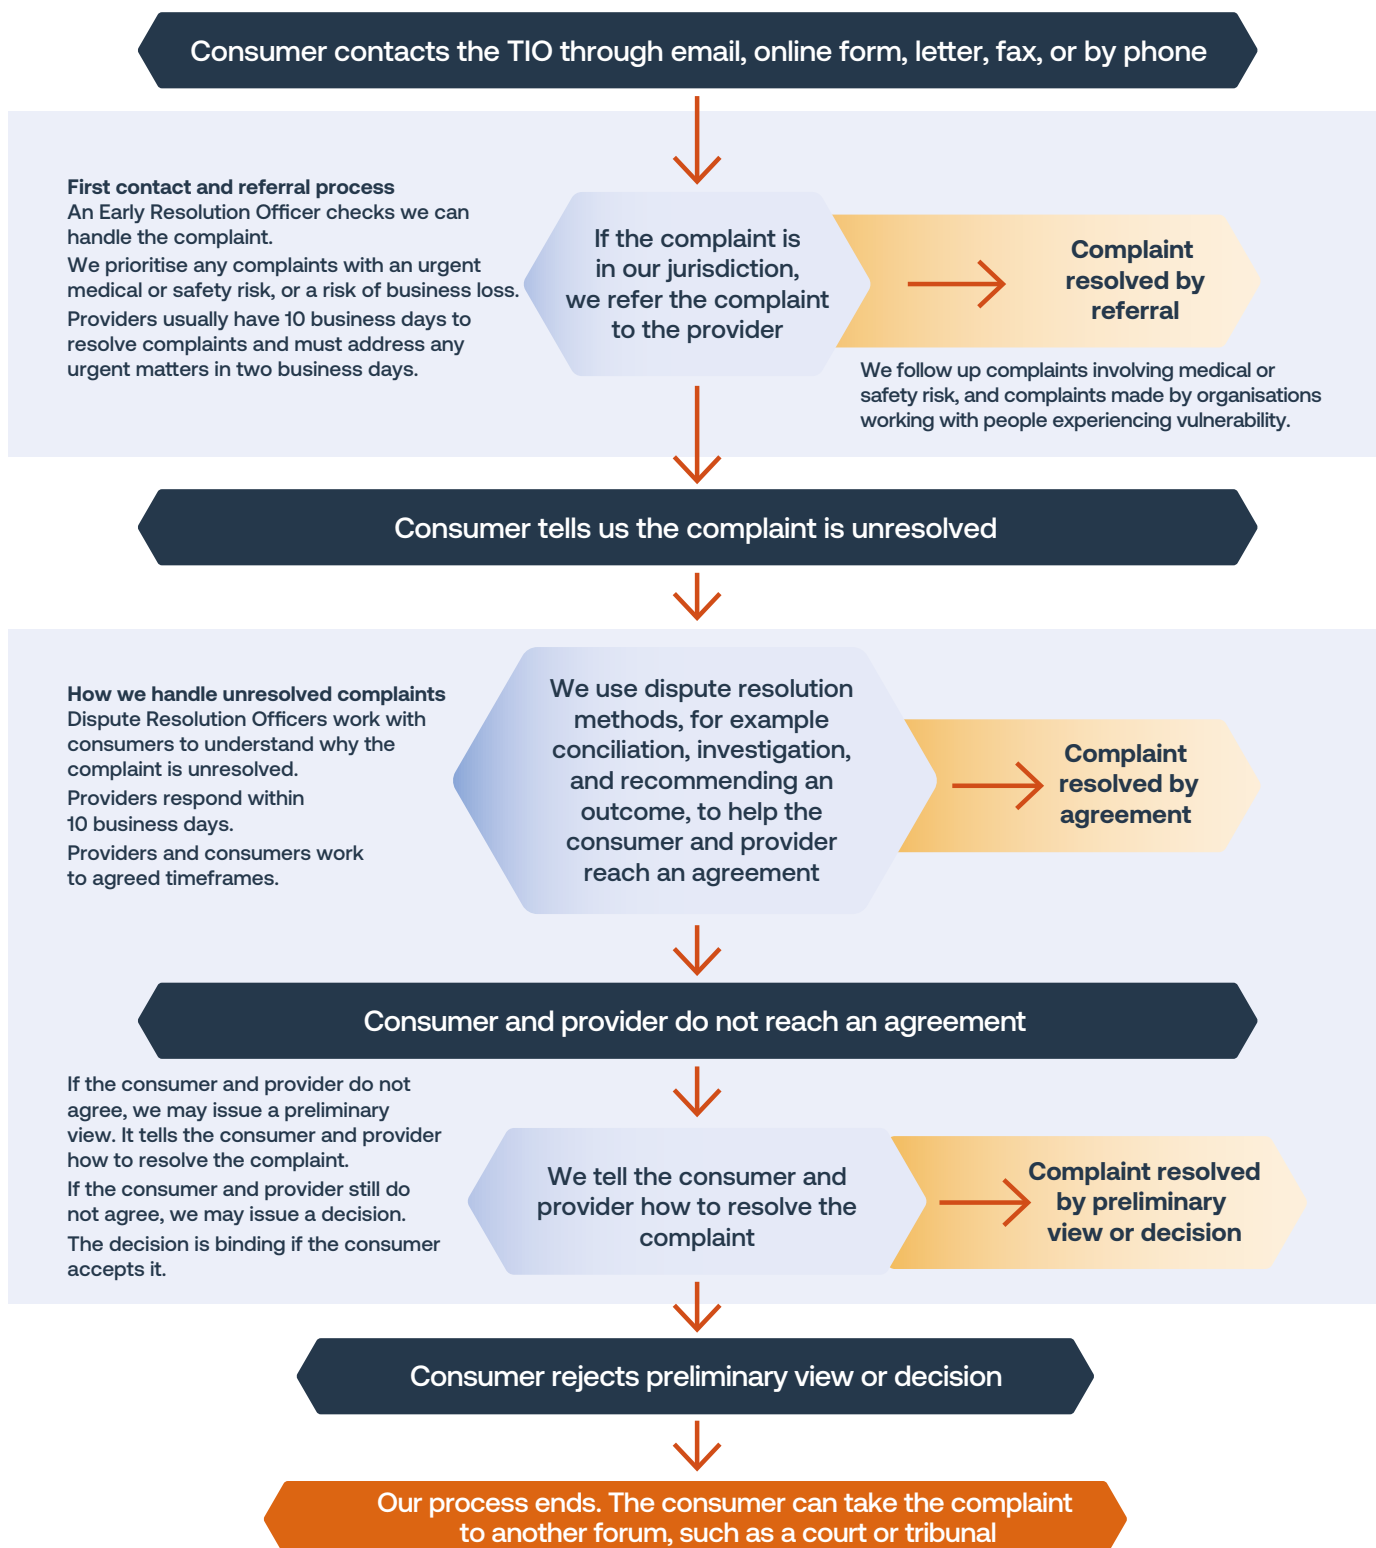 Consumer contacts the TIO through email, online form, letter, fax, or by phone
First contact and referral process
An Early Resolution Officer checks we can
handle the complaint.
We prioritise any complaints with an urgent
medical or safety risk, or a risk of business loss.
Providers usually have 10 business days to
resolve complaints and must address any
urgent matters in two business days.
If the complaint is
in our jurisdiction,
we refer the complaint
to the provider
Complaint
resolved by
referral
We follow up complaints involving medical or
safety risk, and complaints made by organisations
working with people experiencing vulnerability.
Consumer tells us the complaint is unresolved
How we handle unresolved complaints
Dispute Resolution Officers work with
consumers to understand why the
complaint is unresolved.
Providers respond within
10 business days.
Providers and consumers work
to agreed timeframes.
We use dispute resolution
methods, for example
conciliation, investigation,
and recommending an
outcome, to help the
consumer and provider
reach an agreement
Complaint
resolved by
agreement
Consumer and provider do not reach an agreement
If the consumer and provider do not
agree, we may issue a preliminary
view. It tells the consumer and provider
how to resolve the complaint.
If the consumer and provider still do
not agree, we may issue a decision.
The decision is binding if the consumer
accepts it.
We tell the consumer and
provider how to resolve the
complaint
Complaint resolved
by preliminary
view or decision
Consumer rejects preliminary view or decision
Our process ends. The consumer can take the complaint
to another forum, such as a court or tribunal